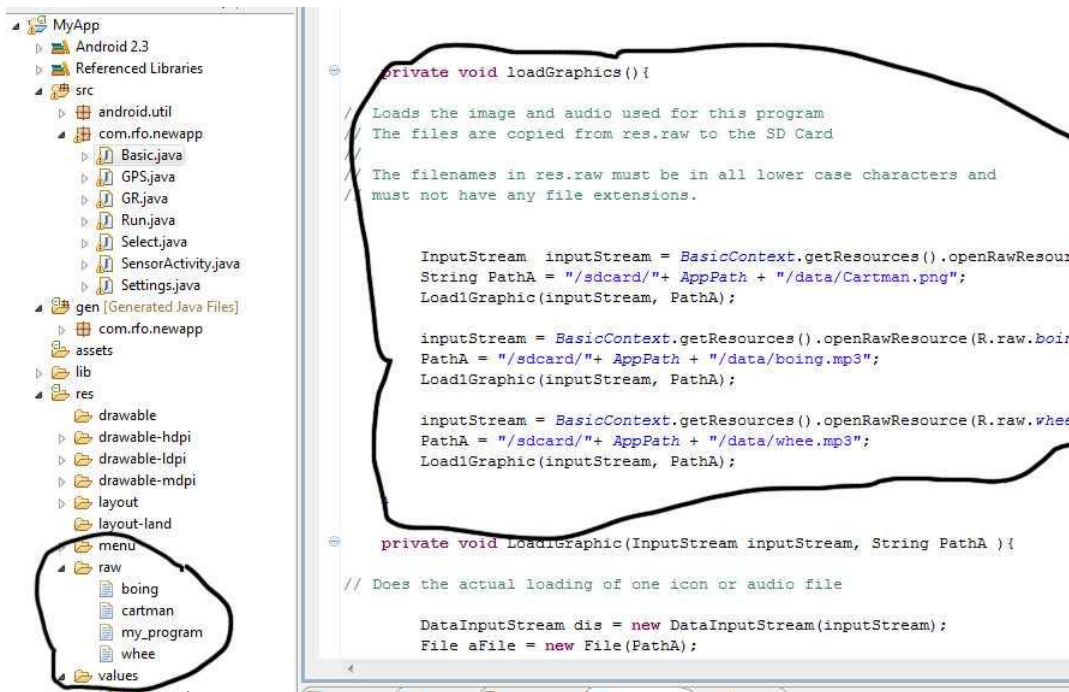 MyApp
Android 2.3
Referenced Libraries
src
android.util
com.rfo.newapp
Basic.java
GPS.java
GR.java
Run.java
Select.java
SensorActivity.java
Settings.java
gen [Generated Java Files]
com.rfo.newapp
assets
lib
res
drawable
drawable-hdpi
drawable-ldpi
drawable-mdpi
layout
layout-land
menu
raw
boing
cartman
my_program
whee
values
private void loadGraphics(){
// Loads the image and audio used for this program
// The files are copied from res.raw to the SD Card
//
// The filenames in res.raw must be in all lower case characters and
// must not have any file extensions.
InputStream inputStream = BasicContext.getResources().openRawResour
String PathA = "/sdcard/"+ AppPath + "/data/Cartman.png";
Load1Graphic(inputStream, PathA);
inputStream = BasicContext.getResources().openRawResource(R.raw.boin
PathA = "/sdcard/"+ AppPath + "/data/boing.mp3";
Load1Graphic(inputStream, PathA);
inputStream = BasicContext.getResources().openRawResource(R.raw.whee
PathA = "/sdcard/"+ AppPath + "/data/whee.mp3";
Load1Graphic(inputStream, PathA);
private void Load1Graphic(InputStream inputStream, String PathA ){
// Does the actual loading of one icon or audio file
DataInputStream dis = new DataInputStream(inputStream);
File aFile = new File(PathA);